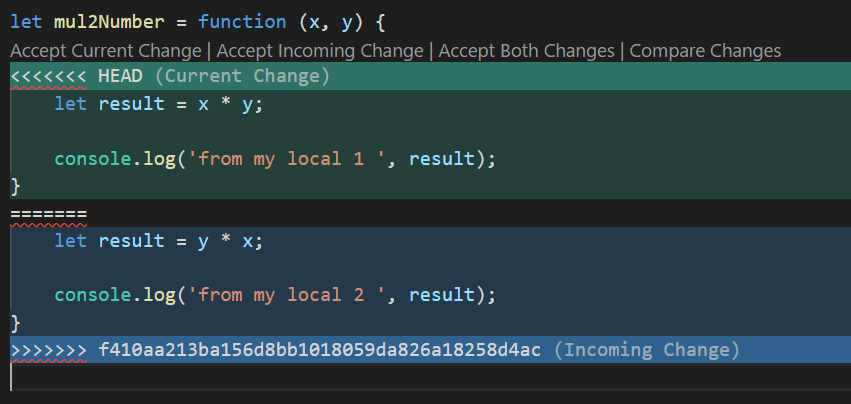 let mul2Number = function (x, y) {
Accept Current Change | Accept Incoming Change | Accept Both Changes | Compare Changes
<<<<<<< HEAD (Current Change)
    let result = x * y;
    console.log('from my local 1 ', result);
}
=======
    let result = y * x;
    console.log('from my local 2 ', result);
}
>>>>>>> f410aa213ba156d8bb1018059da826a18258d4ac (Incoming Change)